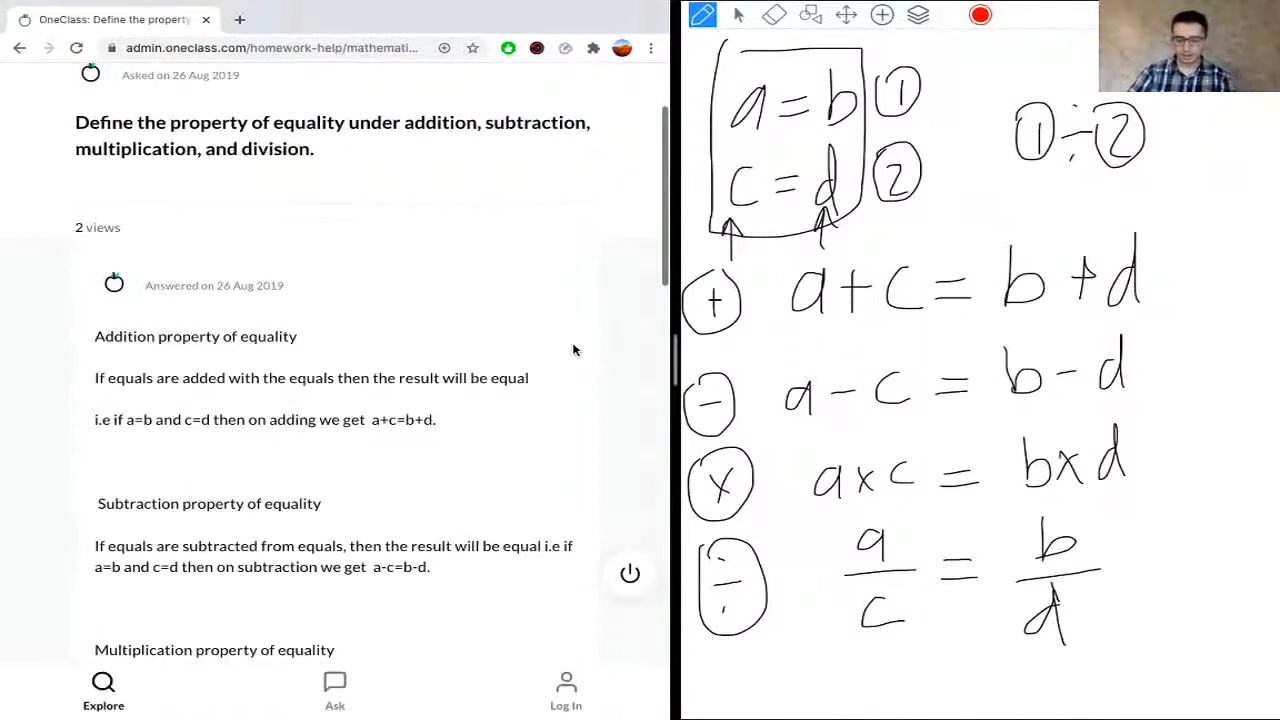 OneClass: Define the property
admin.oneclass.com/homework-help/mathemati...
Asked on 26 Aug 2019
Define the property of equality under addition, subtraction,
multiplication, and division.
2 views
Answered on 26 Aug 2019
Addition property of equality
If equals are added with the equals then the result will be equal
i.e if a=b and c=d then on adding we get a+c=b+d.
Subtraction property of equality
If equals are subtracted from equals, then the result will be equal i.e if
a=b and c=d then on subtraction we get a-c=b-d.
Multiplication property of equality
Explore
Ask
Log In
a = b ①
c = d ②
① ÷ ②
+ a + c = b + d
- a - c = b - d
x a x c = b x d
÷ a/c = b/d